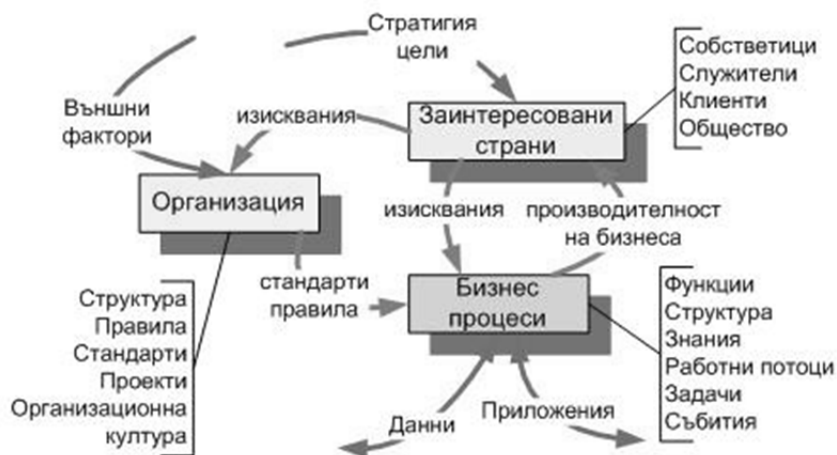 Стратигия
цели
Собстветици
Служители
Клиенти
Общество
Външни
фактори
изисквания
Заинтересовани
страни
Организация
изисквания
производителност
на бизнеса
стандарти
правила
Бизнес
процеси
Структура
Правила
Стандарти
Проекти
Организационна
култура
Функции
Структура
Знания
Работни потоци
Задачи
Събития
Данни
Приложения